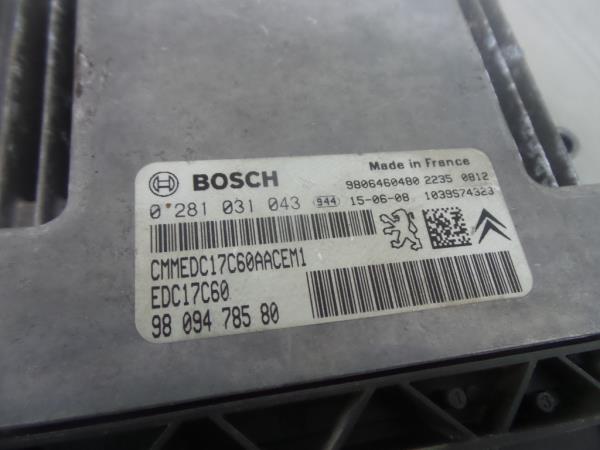 BOSCH
Made in France
9806460480 2235 0812
0 281 031 043 944 15-06-08 1039S74323
CMMEDC17C60AACEM1
EDC17C60
98 094 785 80